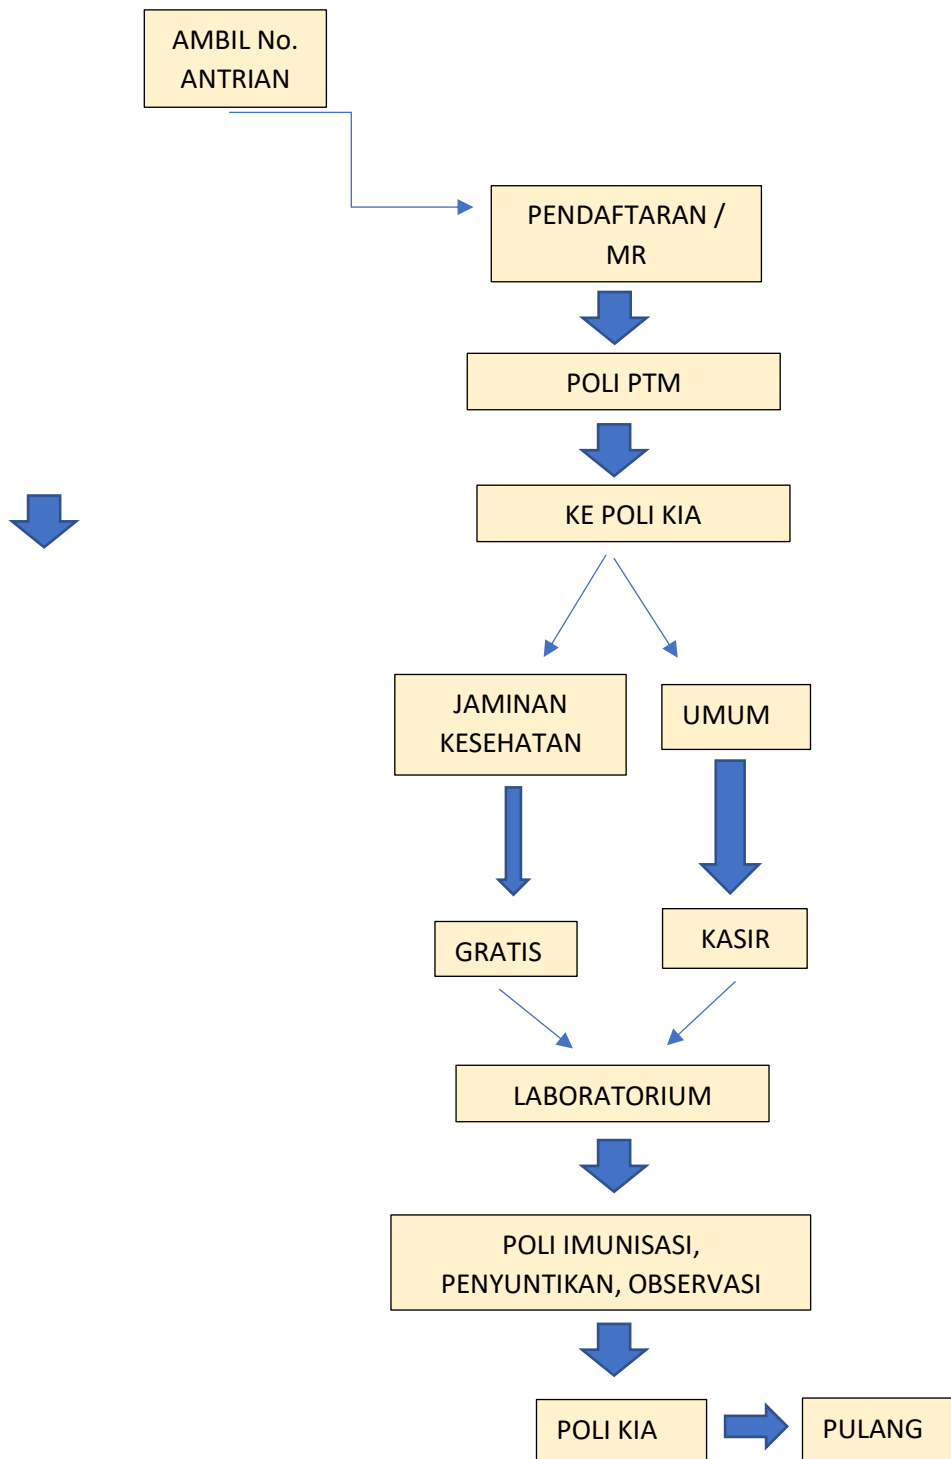 AMBIL No.
ANTRIAN
PENDAFTARAN /
MR
POLI PTM
KE POLI KIA
JAMINAN
KESEHATAN
UMUM
GRATIS
KASIR
LABORATORIUM
POLI IMUNISASI,
PENYUNTIKAN, OBSERVASI
POLI KIA
PULANG